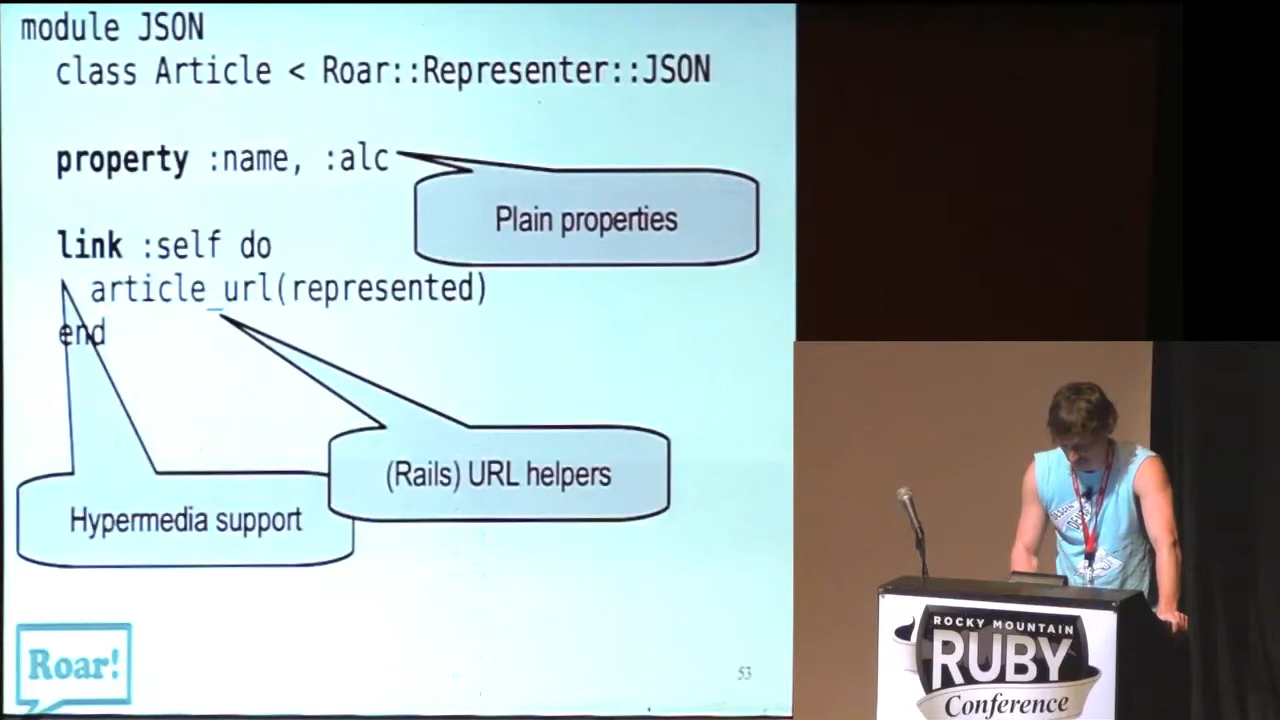 module JSON
class Article < Roar::Representer::JSON
property :name, :alc
Plain properties
link :self do
article_url(represented)
end
(Rails) URL helpers
Hypermedia support
Roar!
53
ROCKY MOUNTAIN
RUBY
Conference